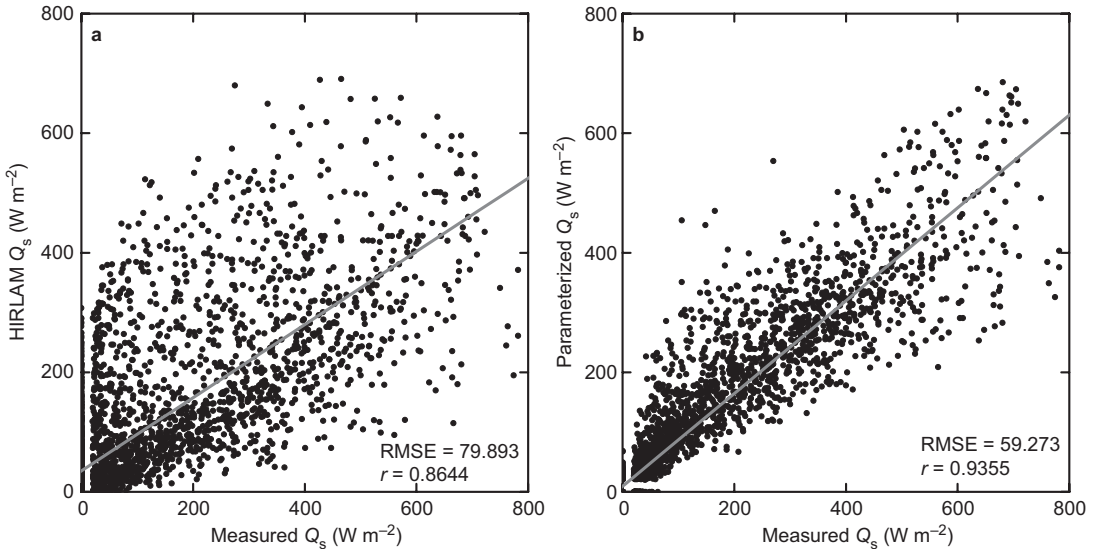 a
800
600
400
200
0
HIRLAM Qs (W m–2)
0 200 400 600 800
Measured Qs (W m–2)
RMSE = 79.893
r = 0.8644
b
800
600
400
200
0
Parameterized Qs (W m–2)
0 200 400 600 800
Measured Qs (W m–2)
RMSE = 59.273
r = 0.9355